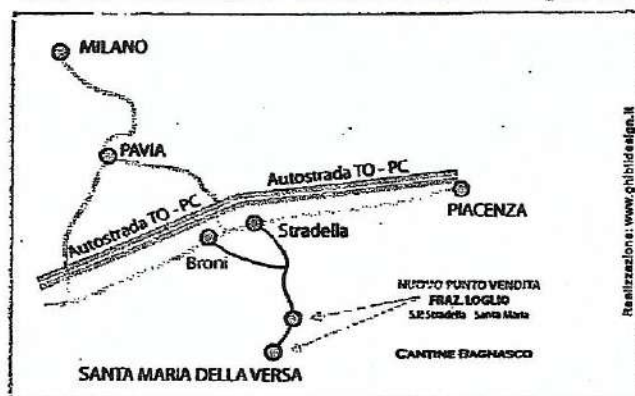 MILANO
PAVIA
Autostrada TO - PC
Autostrada TO - PC
PIACENZA
Stradella
Broni
NUOVO PUNTO VENDITA
FRAZ. LOGLIO
S.P. Stradella Santa Maria
CANTINE BAGNASCO
SANTA MARIA DELLA VERSA
Realizzazione: www.ghiblidesign.it